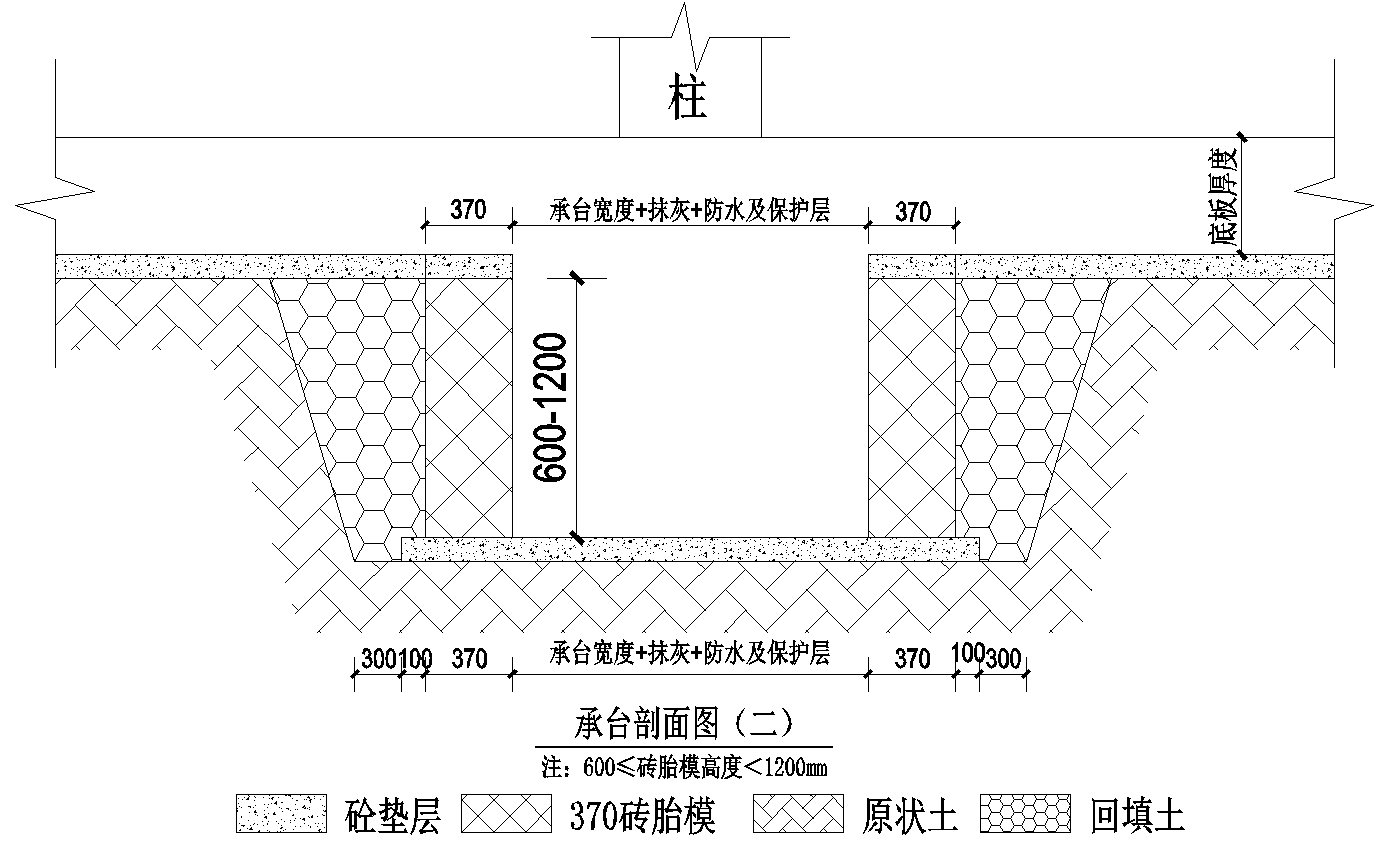 柱
底板厚度
370
承台宽度+抹灰+防水及保护层
370
600-1200
300
100
370
承台宽度+抹灰+防水及保护层
370
100
300
承台剖面图（二）
注：600≤砖胎模高度＜1200mm
砼垫层
370砖胎模
原状土
回填土